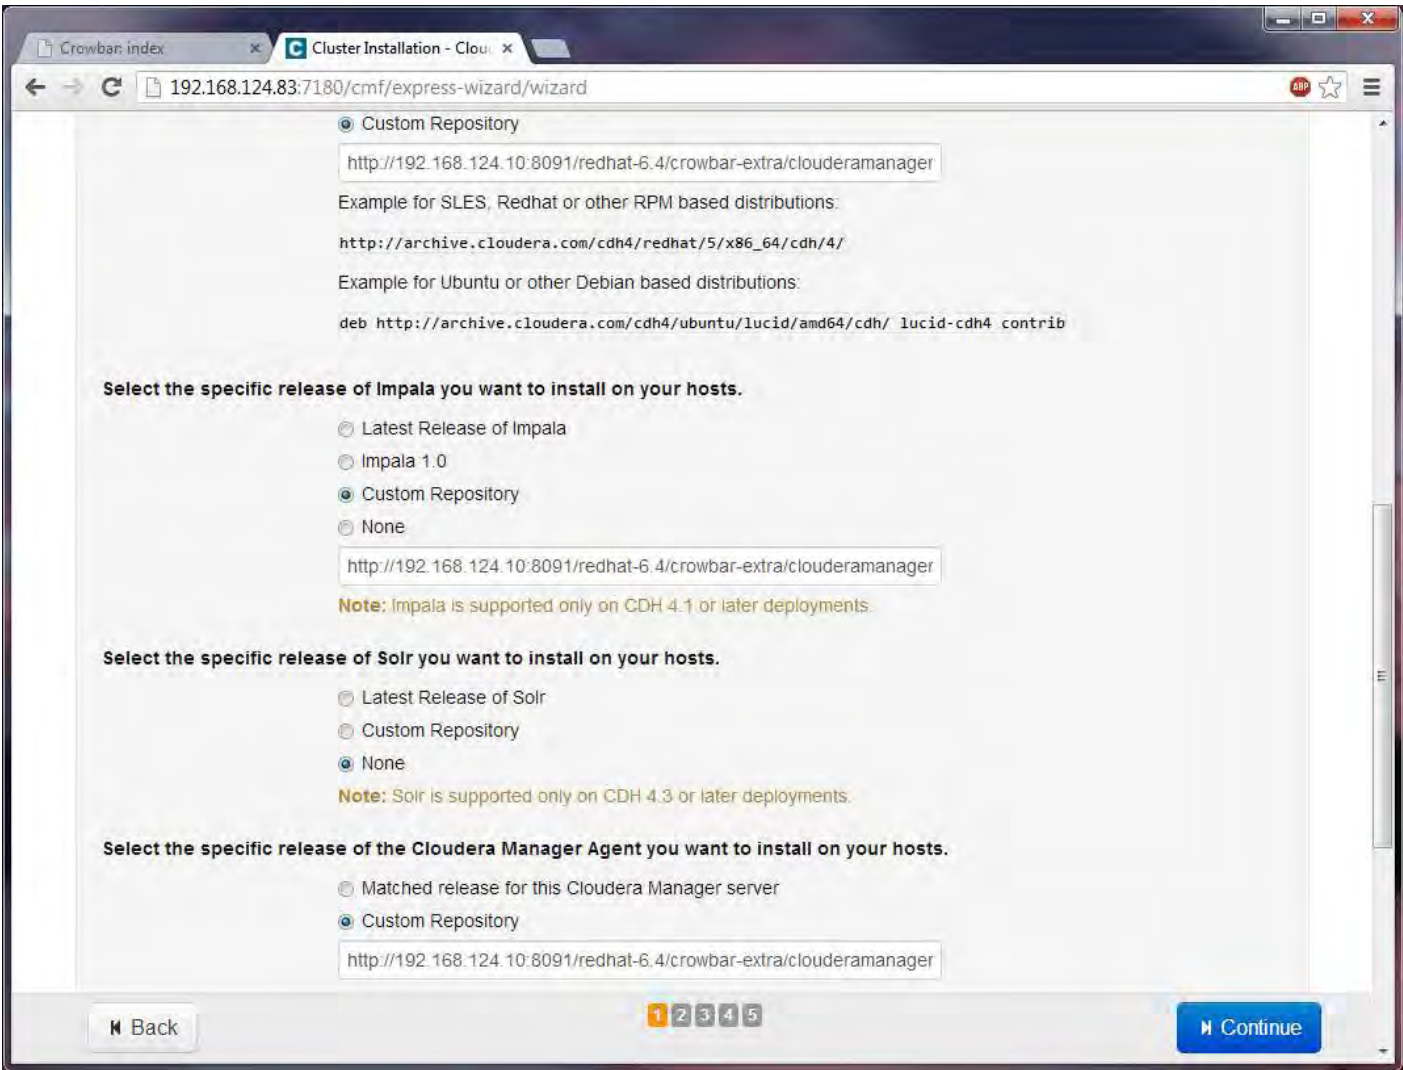 Crowbar: index
Cluster Installation - Clou
192.168.124.83:7180/cmf/express-wizard/wizard
ABP
Custom Repository
http://192.168.124.10:8091/redhat-6.4/crowbar-extra/clouderamanager
Example for SLES, Redhat or other RPM based distributions:
http://archive.cloudera.com/cdh4/redhat/5/x86_64/cdh/4/
Example for Ubuntu or other Debian based distributions:
deb http://archive.cloudera.com/cdh4/ubuntu/lucid/amd64/cdh/ lucid-cdh4 contrib
Select the specific release of Impala you want to install on your hosts.
Latest Release of Impala
Impala 1.0
Custom Repository
None
http://192.168.124.10:8091/redhat-6.4/crowbar-extra/clouderamanager
Note: Impala is supported only on CDH 4.1 or later deployments.
Select the specific release of Solr you want to install on your hosts.
Latest Release of Solr
Custom Repository
None
Note: Solr is supported only on CDH 4.3 or later deployments.
Select the specific release of the Cloudera Manager Agent you want to install on your hosts.
Matched release for this Cloudera Manager server
Custom Repository
http://192.168.124.10:8091/redhat-6.4/crowbar-extra/clouderamanager
Back
1 2 3 4 5
Continue